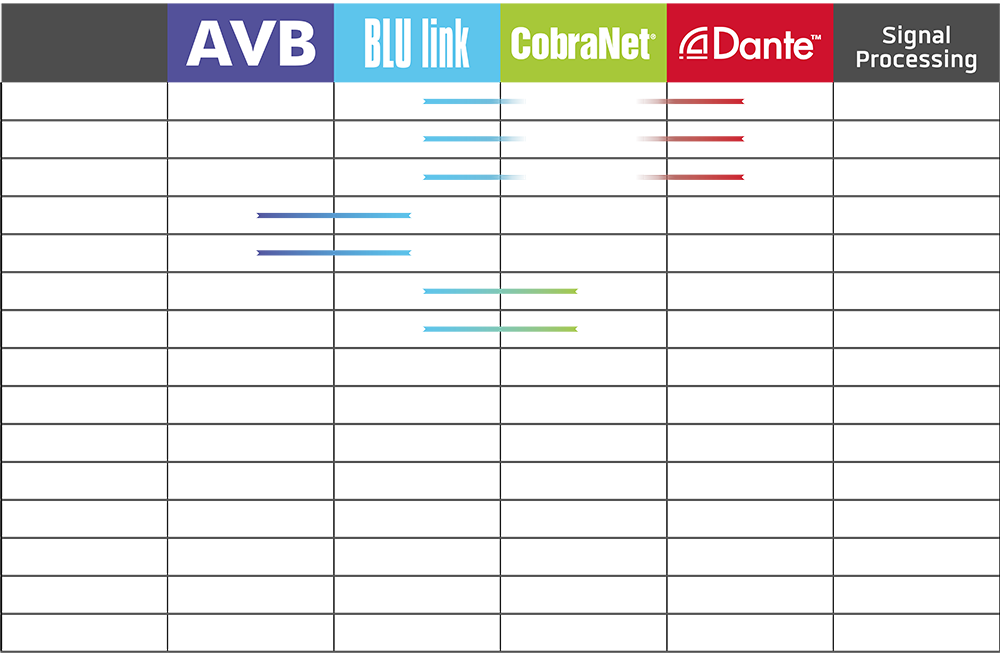 AVB
BLU link
CobraNet®
Dante™
Signal
Processing